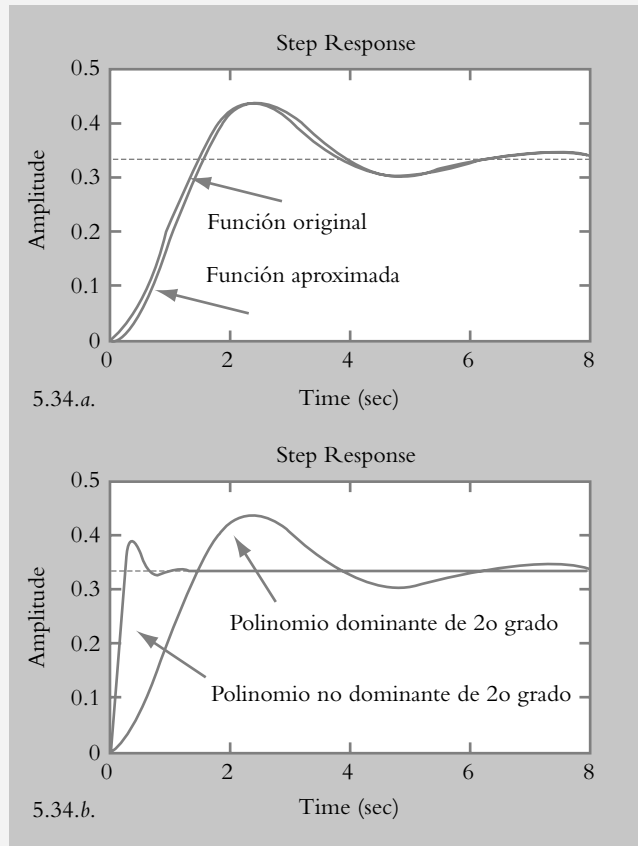 Step Response
0.5
0.4
0.3
0.2
0.1
0
Amplitude
Función original
Función aproximada
0 2 4 6 8
5.34.a.
Time (sec)
Step Response
0.5
0.4
0.3
0.2
0.1
0
Amplitude
Polinomio dominante de 2o grado
Polinomio no dominante de 2o grado
0 2 4 6 8
5.34.b.
Time (sec)